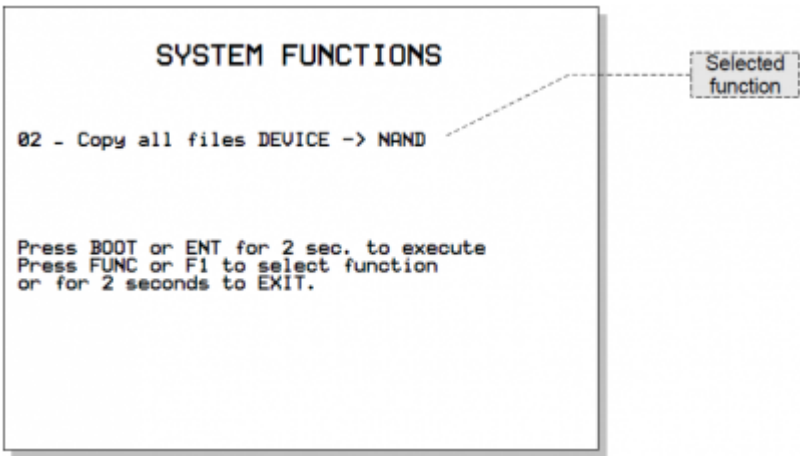 SYSTEM FUNCTIONS
Selected
function
02 - Copy all files DEVICE -> NAND
Press BOOT or ENT for 2 sec. to execute
Press FUNC or F1 to select function
or for 2 seconds to EXIT.